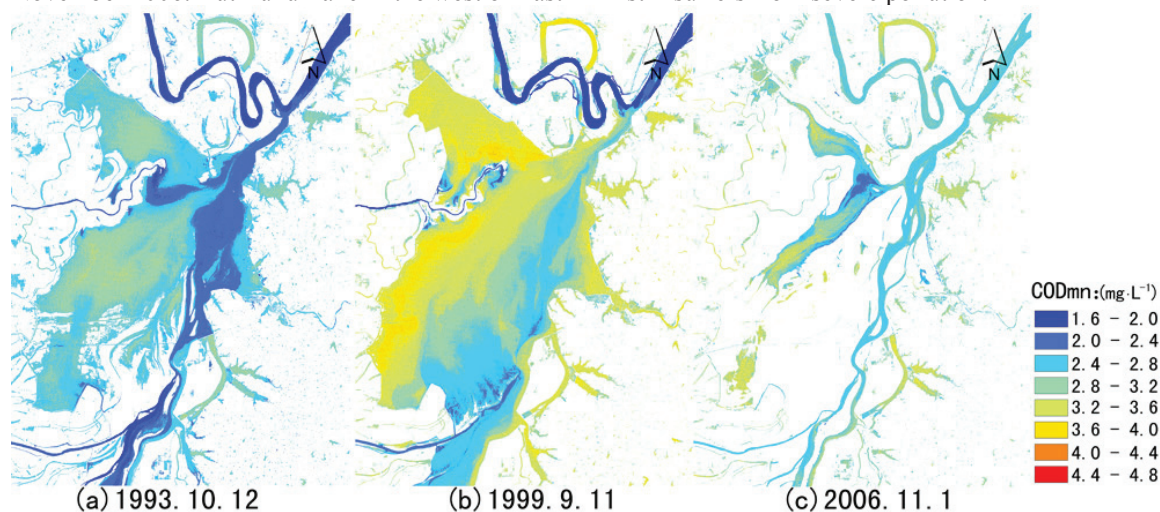 N
N
N
CODmn:(mg·L⁻¹)
1.6 - 2.0
2.0 - 2.4
2.4 - 2.8
2.8 - 3.2
3.2 - 3.6
3.6 - 4.0
4.0 - 4.4
4.4 - 4.8
(a) 1993.10.12
(b) 1999.9.11
(c) 2006.11.1